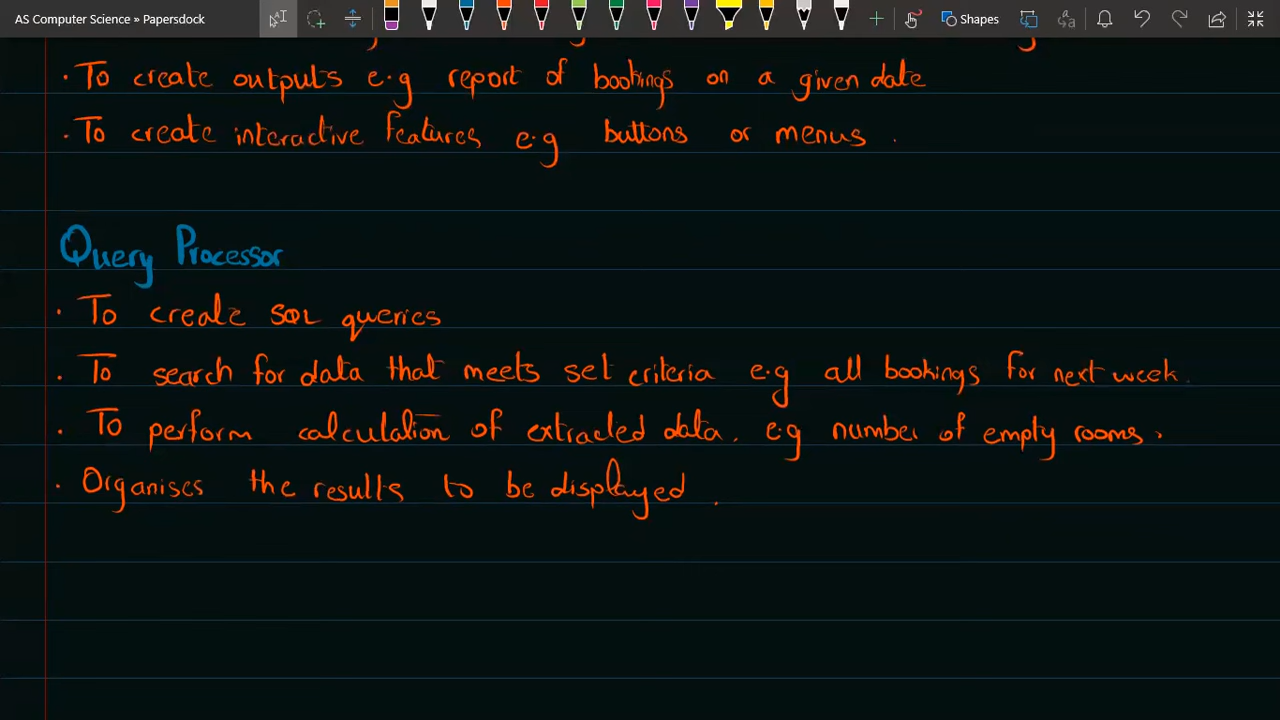 AS Computer Science » Papersdock
Shapes
· To create outputs e.g report of bookings on a given date
· To create interactive features e.g buttons or menus .
Query Processor
· To create SQL queries
. To search for data that meets set criteria e.g all bookings for next week .
. To perform calculation of extracted data. e.g number of empty rooms .
· Organises the results to be displayed .